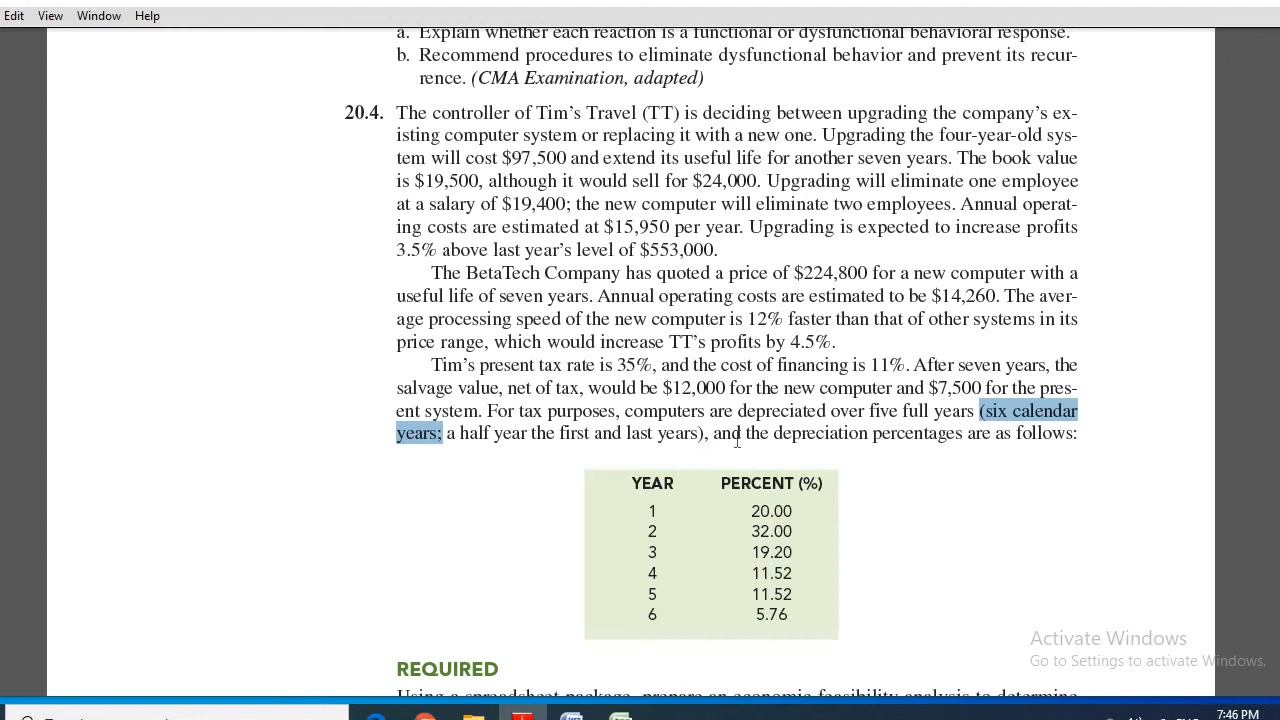 Edit View Window Help
a. Explain whether each reaction is a functional or dysfunctional behavioral response.
b. Recommend procedures to eliminate dysfunctional behavior and prevent its recur-
rence. (CMA Examination, adapted)
20.4. The controller of Tim's Travel (TT) is deciding between upgrading the company's ex-
isting computer system or replacing it with a new one. Upgrading the four-year-old sys-
tem will cost $97,500 and extend its useful life for another seven years. The book value
is $19,500, although it would sell for $24,000. Upgrading will eliminate one employee
at a salary of $19,400; the new computer will eliminate two employees. Annual operat-
ing costs are estimated at $15,950 per year. Upgrading is expected to increase profits
3.5% above last year's level of $553,000.
The BetaTech Company has quoted a price of $224,800 for a new computer with a
useful life of seven years. Annual operating costs are estimated to be $14,260. The aver-
age processing speed of the new computer is 12% faster than that of other systems in its
price range, which would increase TT's profits by 4.5%.
Tim's present tax rate is 35%, and the cost of financing is 11%. After seven years, the
salvage value, net of tax, would be $12,000 for the new computer and $7,500 for the pres-
ent system. For tax purposes, computers are depreciated over five full years (six calendar
years; a half year the first and last years), and the depreciation percentages are as follows:
YEAR PERCENT (%)
1 20.00
2 32.00
3 19.20
4 11.52
5 11.52
6 5.76
Activate Windows
Go to Settings to activate Windows.
REQUIRED
Using a spreadsheet package, prepare an economic feasibility analysis to determine
7:46 PM